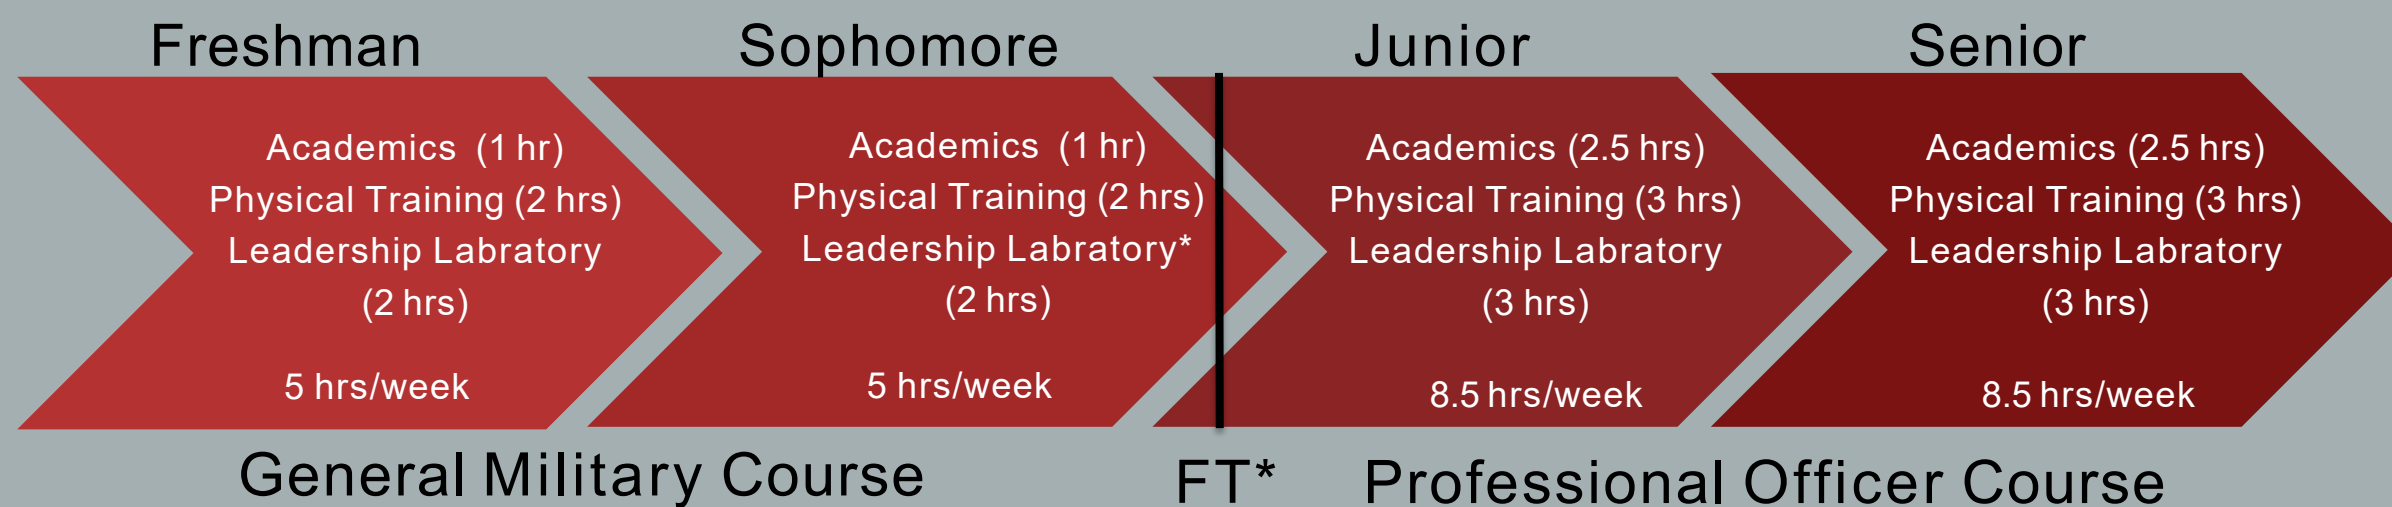 Freshman
Academics (1 hr)
Physical Training (2 hrs)
Leadership Labratory
(2 hrs)
5 hrs/week
Sophomore
Academics (1 hr)
Physical Training (2 hrs)
Leadership Labratory*
(2 hrs)
5 hrs/week
Junior
Academics (2.5 hrs)
Physical Training (3 hrs)
Leadership Labratory
(3 hrs)
8.5 hrs/week
Senior
Academics (2.5 hrs)
Physical Training (3 hrs)
Leadership Labratory
(3 hrs)
8.5 hrs/week
General Military Course
FT*
Professional Officer Course